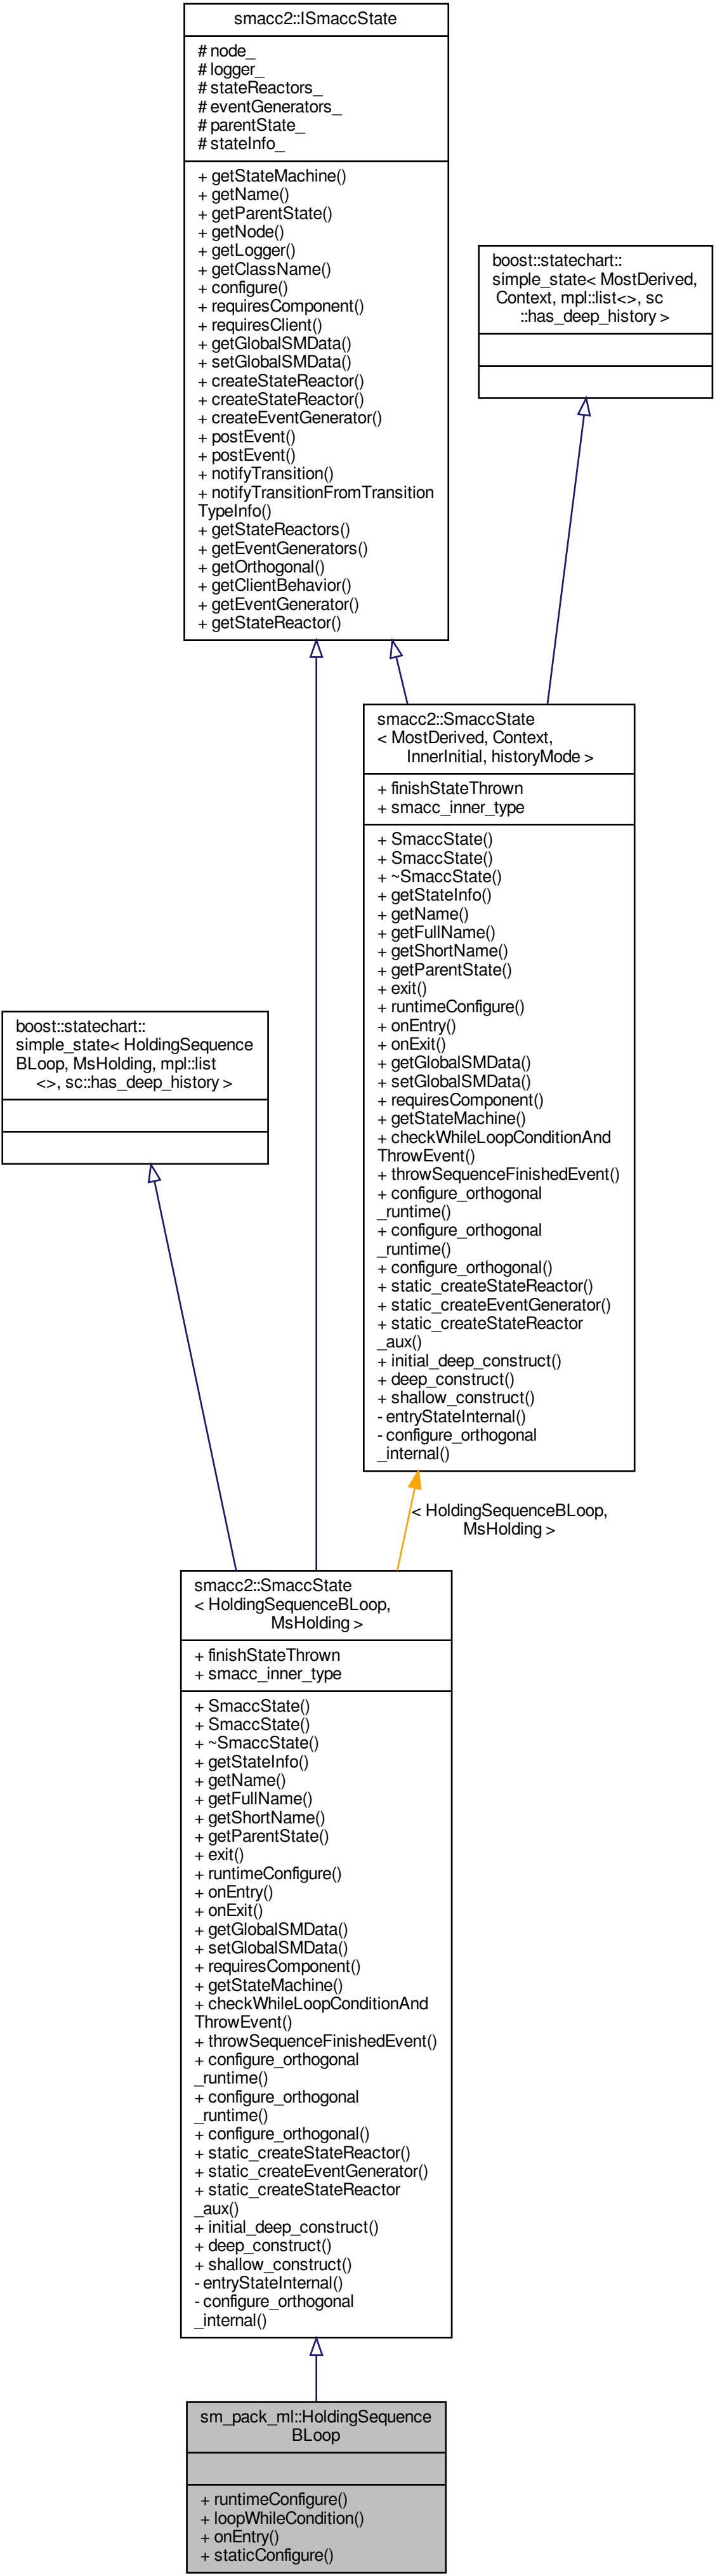 smacc2::ISmaccState
# node_
# logger_
# stateReactors_
# eventGenerators_
# parentState_
# stateInfo_
+ getStateMachine()
+ getName()
+ getParentState()
+ getNode()
+ getLogger()
+ getClassName()
+ configure()
+ requiresComponent()
+ requiresClient()
+ getGlobalSMData()
+ setGlobalSMData()
+ createStateReactor()
+ createStateReactor()
+ createEventGenerator()
+ postEvent()
+ postEvent()
+ notifyTransition()
+ notifyTransitionFromTransition
TypeInfo()
+ getStateReactors()
+ getEventGenerators()
+ getOrthogonal()
+ getClientBehavior()
+ getEventGenerator()
+ getStateReactor()
boost::statechart::
simple_state< MostDerived,
Context, mpl::list<>, sc
::has_deep_history >
smacc2::SmaccState
< MostDerived, Context,
InnerInitial, historyMode >
+ finishStateThrown
+ smacc_inner_type
+ SmaccState()
+ SmaccState()
+ ~SmaccState()
+ getStateInfo()
+ getName()
+ getFullName()
+ getShortName()
+ getParentState()
+ exit()
+ runtimeConfigure()
+ onEntry()
+ onExit()
+ getGlobalSMData()
+ setGlobalSMData()
+ requiresComponent()
+ getStateMachine()
+ checkWhileLoopConditionAnd
ThrowEvent()
+ throwSequenceFinishedEvent()
+ configure_orthogonal
_runtime()
+ configure_orthogonal
_runtime()
+ configure_orthogonal()
+ static_createStateReactor()
+ static_createEventGenerator()
+ static_createStateReactor
_aux()
+ initial_deep_construct()
+ deep_construct()
+ shallow_construct()
- entryStateInternal()
- configure_orthogonal
_internal()
boost::statechart::
simple_state< HoldingSequence
BLoop, MsHolding, mpl::list
<>, sc::has_deep_history >
< HoldingSequenceBLoop,
MsHolding >
smacc2::SmaccState
< HoldingSequenceBLoop,
MsHolding >
+ finishStateThrown
+ smacc_inner_type
+ SmaccState()
+ SmaccState()
+ ~SmaccState()
+ getStateInfo()
+ getName()
+ getFullName()
+ getShortName()
+ getParentState()
+ exit()
+ runtimeConfigure()
+ onEntry()
+ onExit()
+ getGlobalSMData()
+ setGlobalSMData()
+ requiresComponent()
+ getStateMachine()
+ checkWhileLoopConditionAnd
ThrowEvent()
+ throwSequenceFinishedEvent()
+ configure_orthogonal
_runtime()
+ configure_orthogonal
_runtime()
+ configure_orthogonal()
+ static_createStateReactor()
+ static_createEventGenerator()
+ static_createStateReactor
_aux()
+ initial_deep_construct()
+ deep_construct()
+ shallow_construct()
- entryStateInternal()
- configure_orthogonal
_internal()
sm_pack_ml::HoldingSequence
BLoop
+ runtimeConfigure()
+ loopWhileCondition()
+ onEntry()
+ staticConfigure()